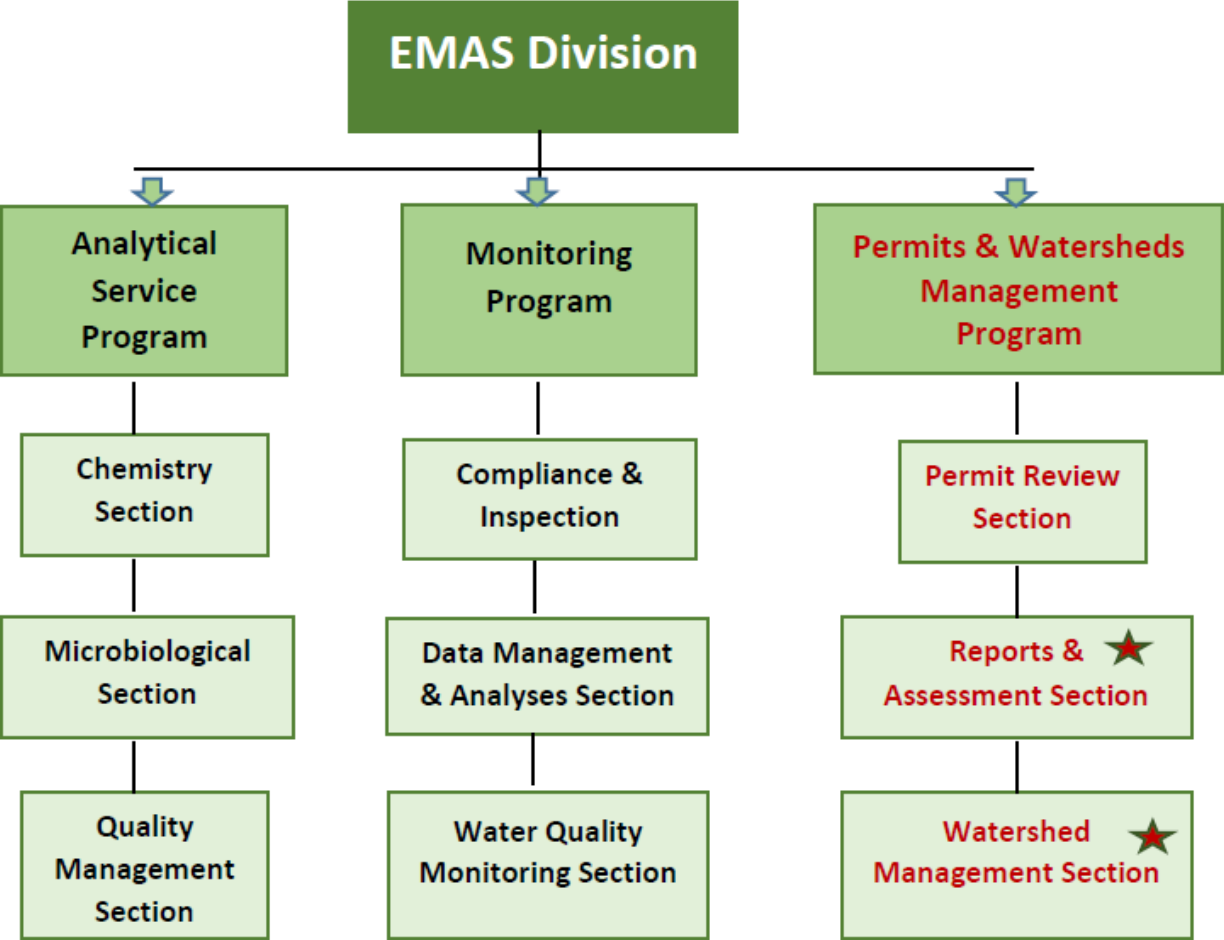 EMAS Division
Analytical
Service
Program
Monitoring
Program
Permits & Watersheds
Management
Program
Chemistry
Section
Compliance &
Inspection
Permit Review
Section
Microbiological
Section
Data Management
& Analyses Section
Reports &
Assessment Section
Quality
Management
Section
Water Quality
Monitoring Section
Watershed
Management Section